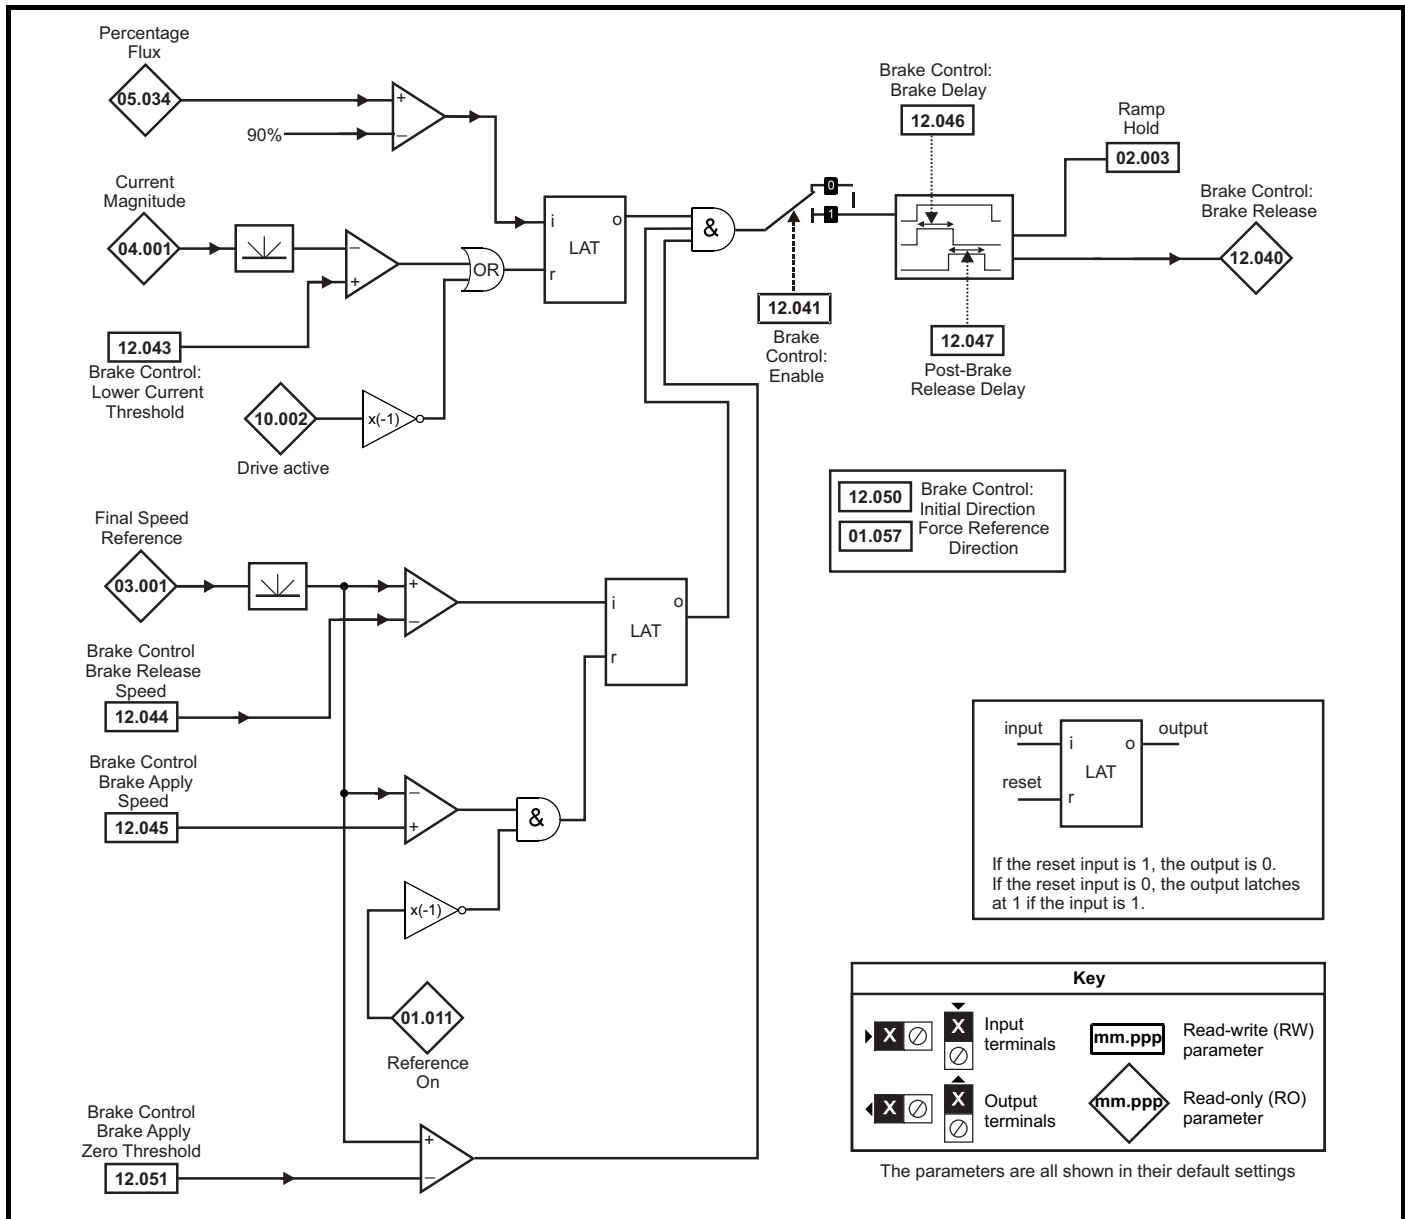 Percentage
Flux
05.034
+
90%
–
Current
Magnitude
04.001
–
+
12.043
Brake Control:
Lower Current
Threshold
OR
10.002
x(-1)
Drive active
i
o
LAT
r
&
0
1
12.041
Brake
Control:
Enable
Brake Control:
Brake Delay
12.046
12.047
Post-Brake
Release Delay
Ramp
Hold
02.003
Brake Control:
Brake Release
12.040
12.050
Brake Control:
Initial Direction
01.057
Force Reference
Direction
Final Speed
Reference
03.001
+
–
Brake Control
Brake Release
Speed
12.044
i
o
LAT
r
Brake Control
Brake Apply
Speed
12.045
–
+
&
x(-1)
01.011
Reference
On
Brake Control
Brake Apply
Zero Threshold
12.051
+
–
input
output
i
o
LAT
reset
r
If the reset input is 1, the output is 0.
If the reset input is 0, the output latches
at 1 if the input is 1.
Key
X
X
Input
terminals
mm.ppp
Read-write (RW)
parameter
X
X
Output
terminals
mm.ppp
Read-only (RO)
parameter
The parameters are all shown in their default settings